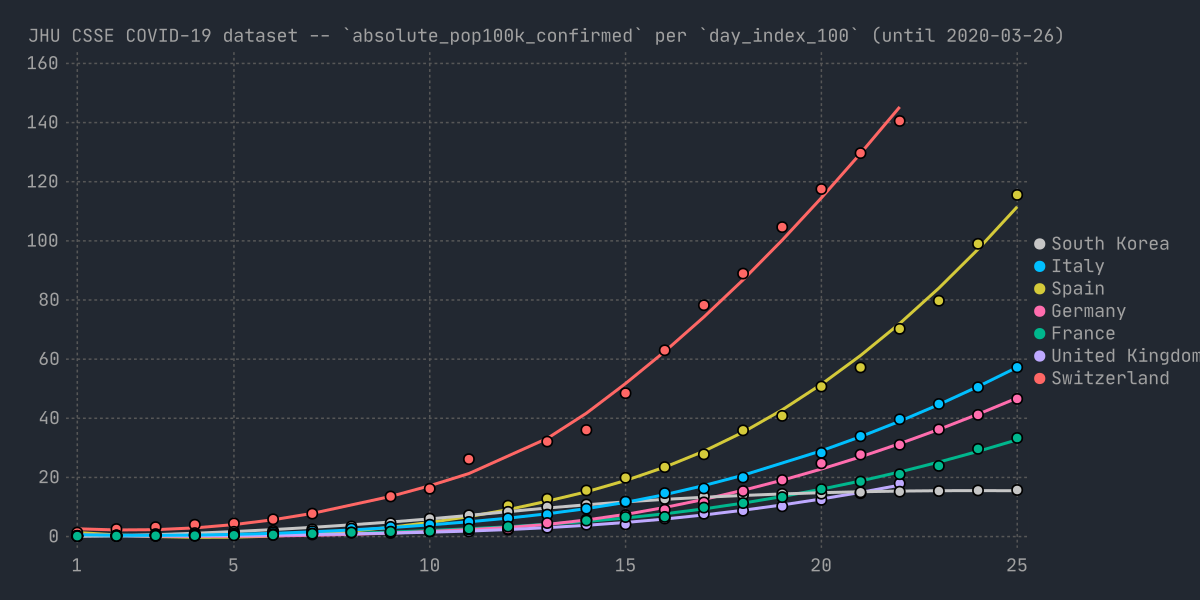 JHU CSSE COVID-19 dataset -- `absolute_pop100k_confirmed` per `day_index_100` (until 2020-03-26)
160
140
120
100
80
60
40
20
0
1 5 10 15 20 25
South Korea
Italy
Spain
Germany
France
United Kingdom
Switzerland